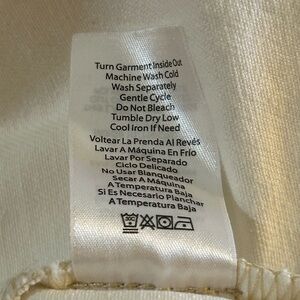 Turn Garment Inside Out
Machine Wash Cold
Wash Separately
Gentle Cycle
Do Not Bleach
Tumble Dry Low
Cool Iron If Need
Voltear La Prenda Al Revés
Lavar A Máquina En Frío
Lavar Por Separado
Ciclo Delicado
No Usar Blanqueador
Secar A Máquina
A Temperatura Baja
Si Es Necesario Planchar
A Temperatura Baja